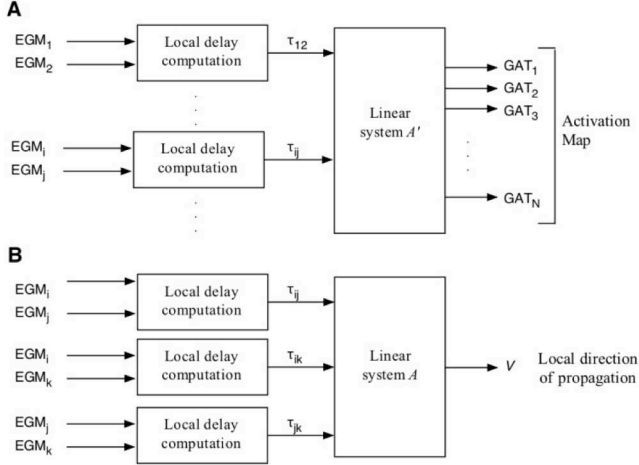 A
EGM1
EGM2
Local delay
computation
τ12
EGMi
EGMj
Local delay
computation
τij
Linear
system A'
GAT1
GAT2
GAT3
GATN
Activation
Map
B
EGMi
EGMj
Local delay
computation
τij
EGMi
EGMk
Local delay
computation
τik
EGMj
EGMk
Local delay
computation
τjk
Linear
system A
V
Local direction
of propagation